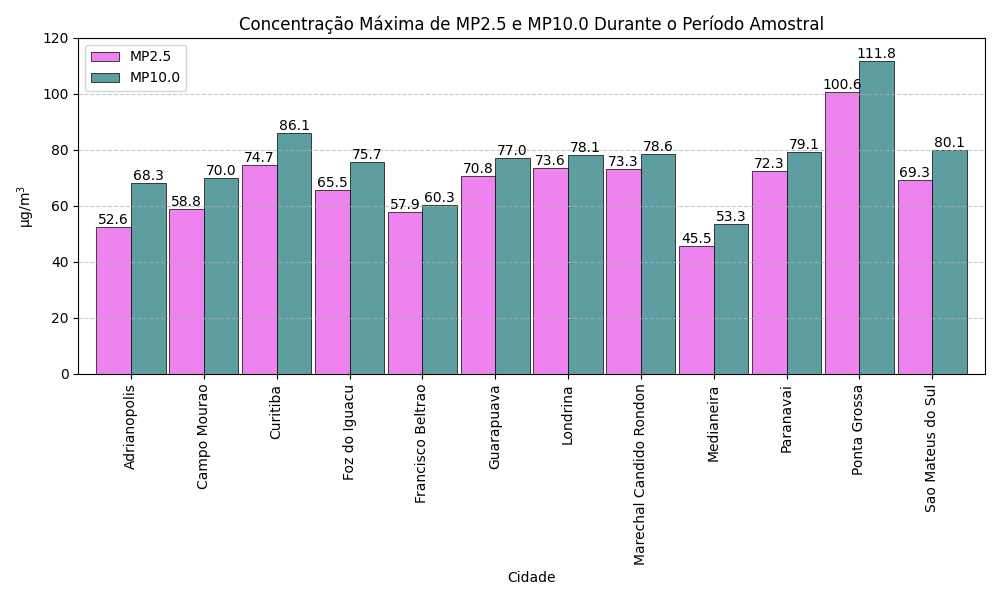 Concentração Máxima de MP2.5 e MP10.0 Durante o Período Amostral
MP2.5
MP10.0
µg/m³
120
100
80
60
40
20
0
52.6
68.3
58.8
70.0
74.7
86.1
65.5
75.7
57.9
60.3
70.8
77.0
73.6
78.1
73.3
78.6
45.5
53.3
72.3
79.1
100.6
111.8
69.3
80.1
Adrianopolis
Campo Mourao
Curitiba
Foz do Iguacu
Francisco Beltrao
Guarapuava
Londrina
Marechal Candido Rondon
Medianeira
Paranavai
Ponta Grossa
Sao Mateus do Sul
Cidade